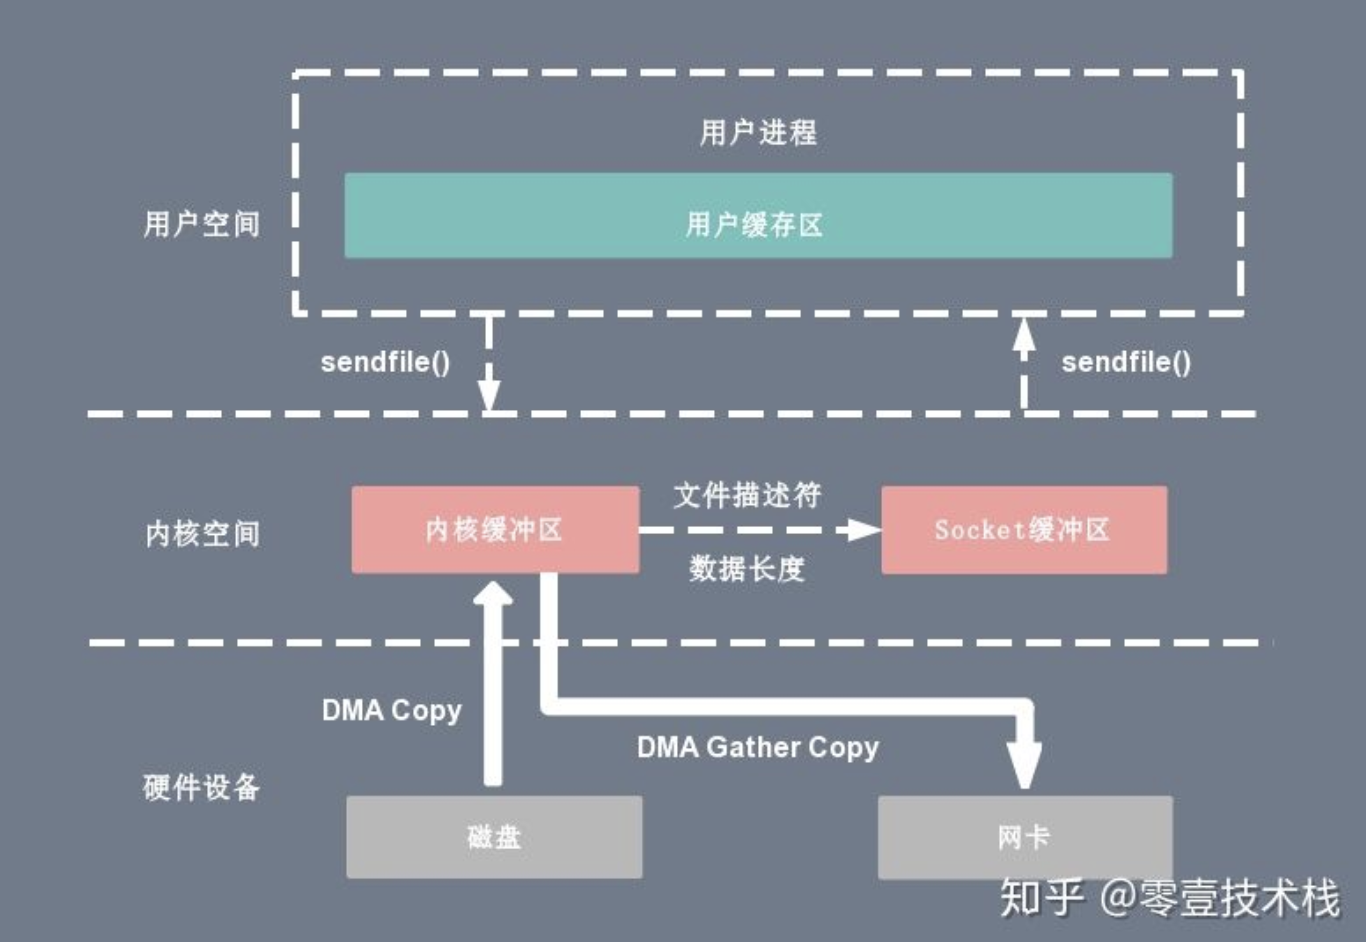 用户进程
用户空间
用户缓存区
sendfile()
sendfile()
文件描述符
内核空间
内核缓冲区
Socket缓冲区
数据长度
DMA Copy
DMA Gather Copy
硬件设备
磁盘
网卡
知乎 @零壹技术栈